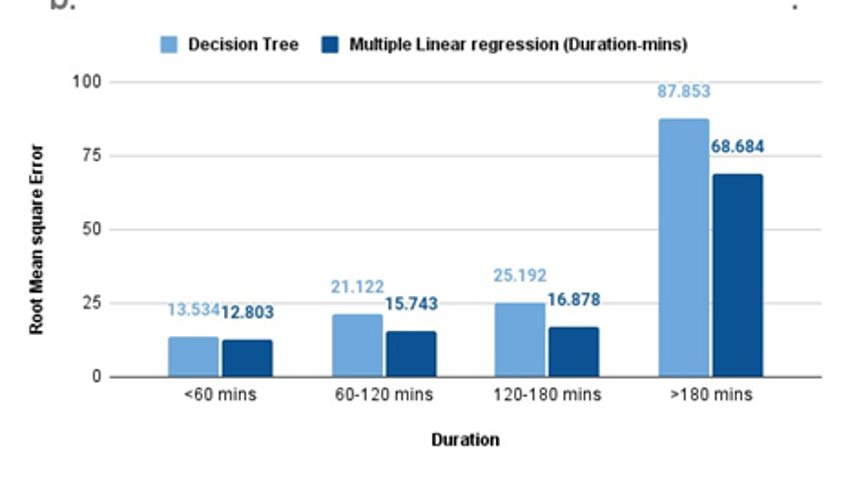 b.
Decision Tree Multiple Linear regression (Duration-mins)
100
87.853
75
68.684
Root Mean square Error
50
25
25.192
21.122
16.878
15.743
13.534 12.803
0
<60 mins 60-120 mins 120-180 mins >180 mins
Duration